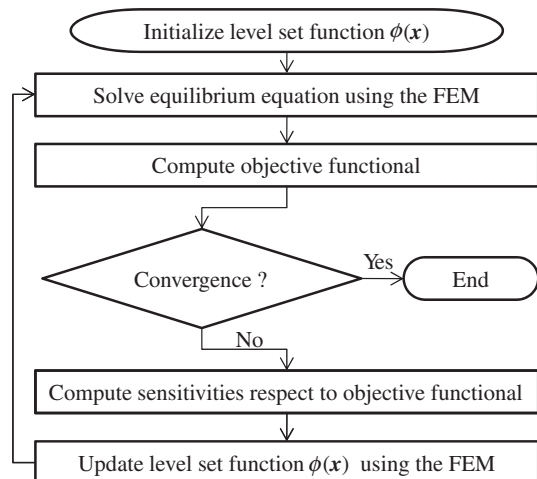 Initialize level set function ϕ(x)
Solve equilibrium equation using the FEM
Compute objective functional
Convergence ?
Yes
End
No
Compute sensitivities respect to objective functional
Update level set function ϕ(x) using the FEM